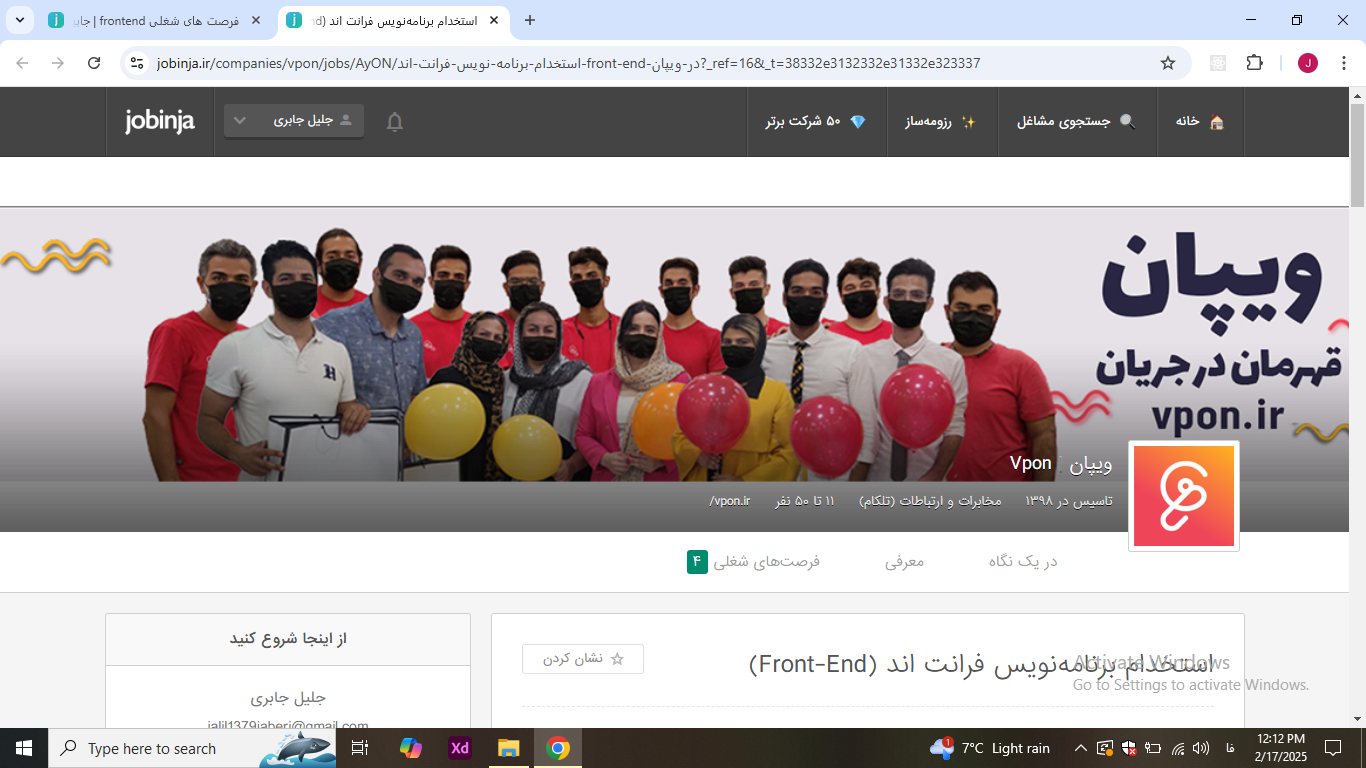 فرصت های شغلی frontend | جابی
استخدام برنامه‌نویس فرانت اند (nd
jobinja.ir/companies/vpon/jobs/AyON/استخدام-برنامه-نویس-فرانت-اند-front-end-در-ویپان?_ref=16&_t=38332e3132332e31332e323337
J
خانه
جستجوی مشاغل
رزومه‌ساز
۵۰ شرکت برتر
جلیل جابری
jobinja
ویپان
قهرمان در جریان
vpon.ir
H
ویپان | Vpon
تاسیس در ۱۳۹۸
مخابرات و ارتباطات (تلکام)
۱۱ تا ۵۰ نفر
vpon.ir/
در یک نگاه
معرفی
فرصت‌های شغلی ۴
استخدام برنامه‌نویس فرانت اند (Front-End)
نشان کردن
از اینجا شروع کنید
جلیل جابری
jalil1379jaberi@gmail.com
Activate Windows
Go to Settings to activate Windows.
Type here to search
Xd
1
7°C Light rain
فا
12:12 PM
2/17/2025